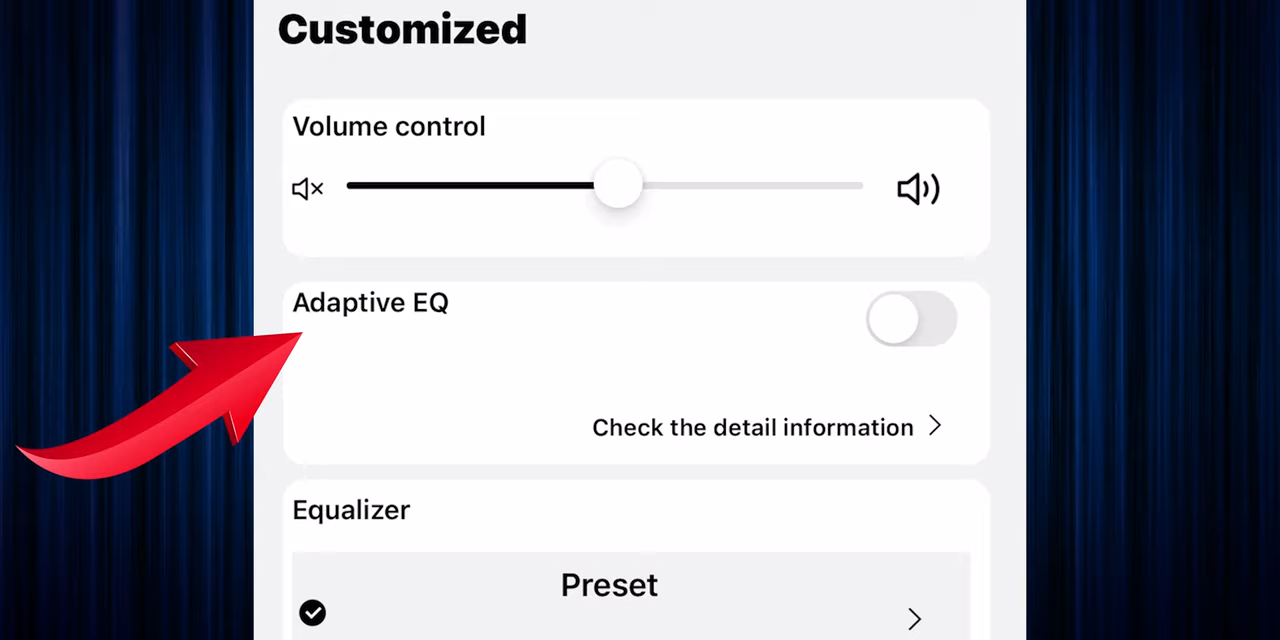 Customized
Volume control
Adaptive EQ
Check the detail information
Equalizer
Preset